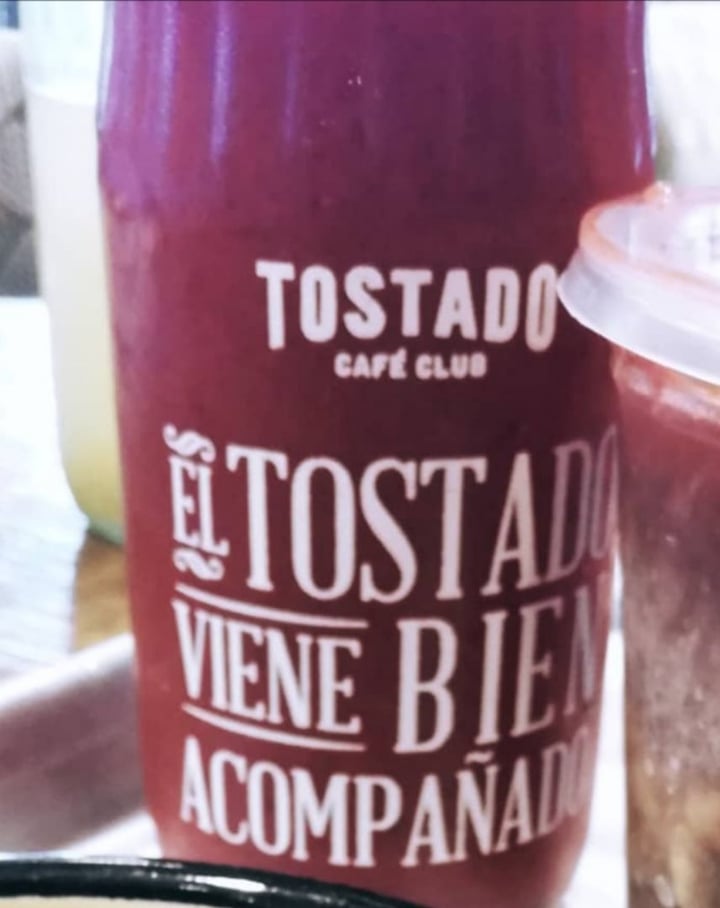 TOSTADO
CAFÉ CLUB
EL TOSTADO
VIENE BIEN
ACOMPAÑADO